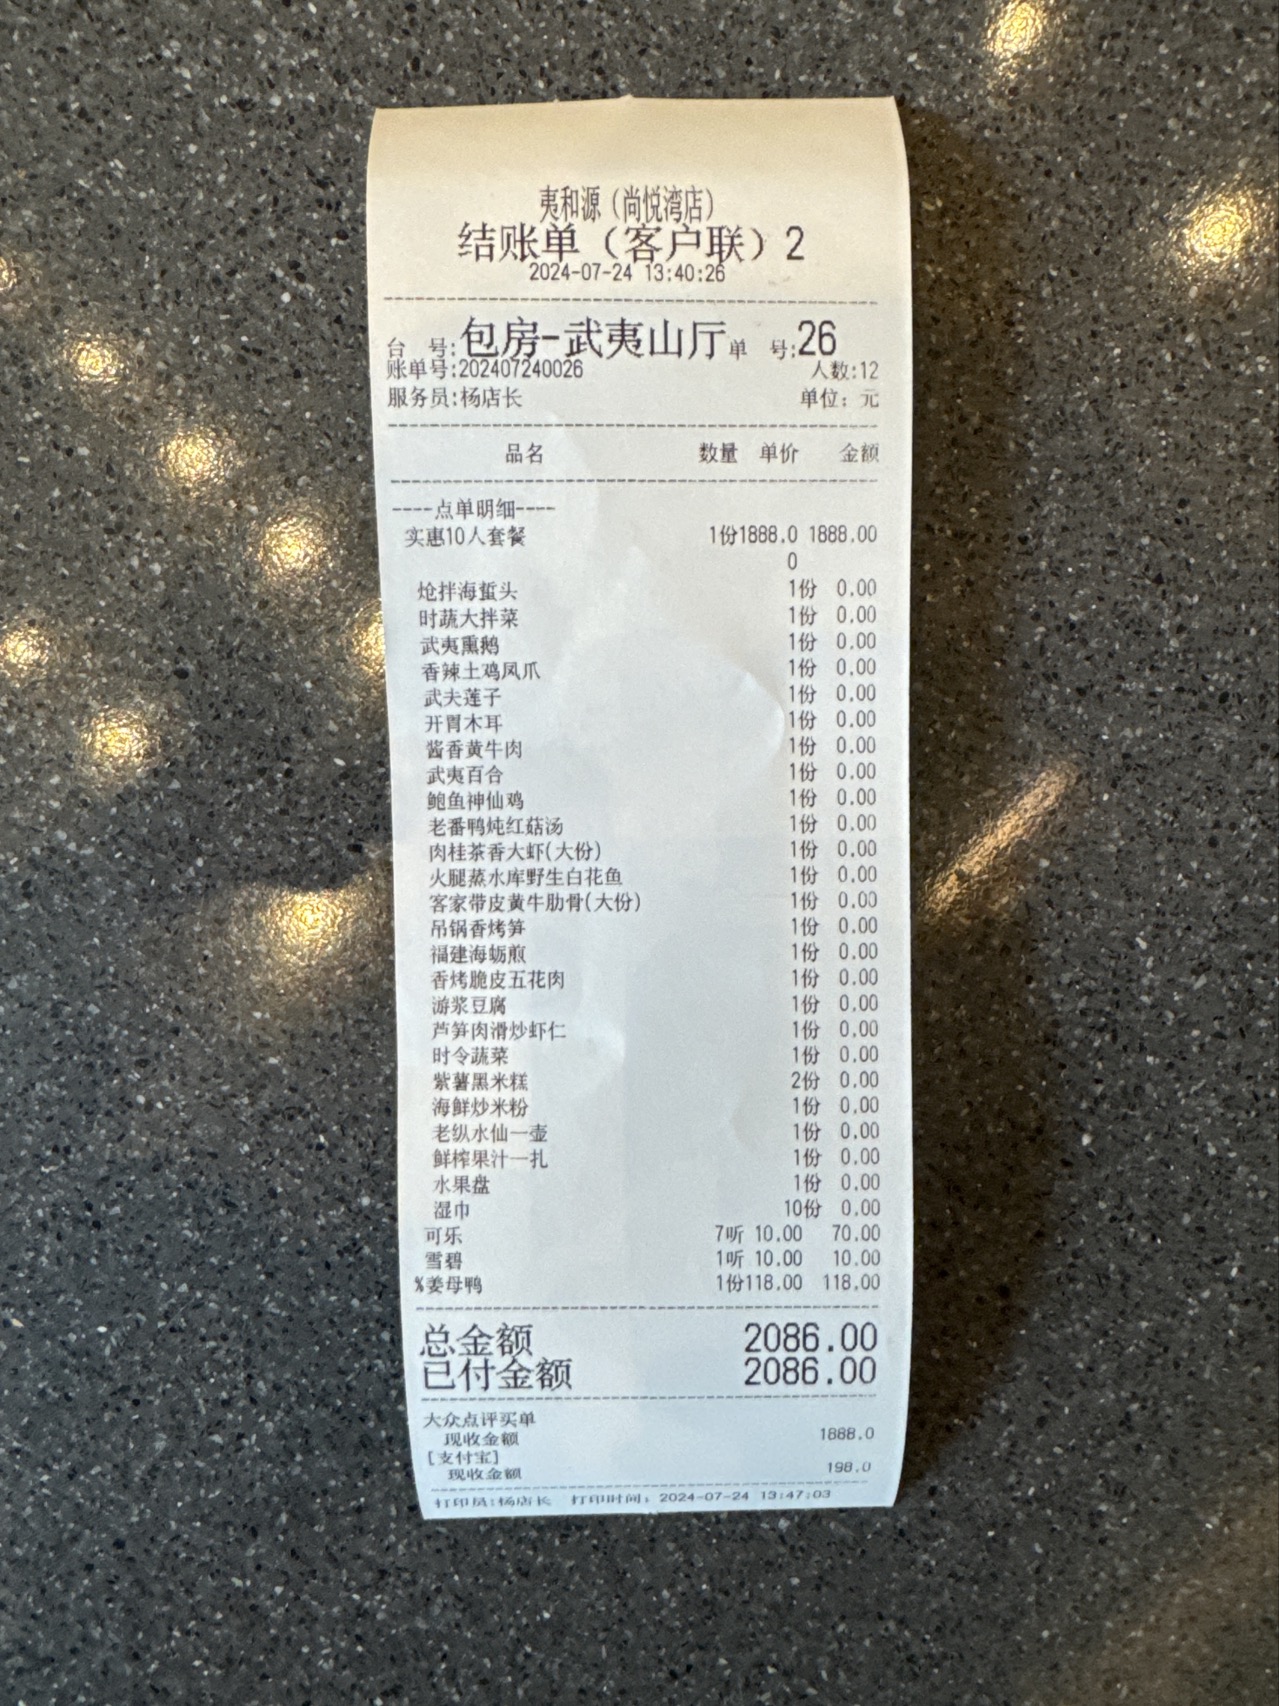 夷和源（尚悦湾店）
结账单（客户联）2
2024-07-24 13:40:26
台 号:包房-武夷山厅 单 号:26
账单号:202407240026 人数:12
服务员:杨店长 单位：元
品名 数量 单价 金额
----点单明细----
实惠10人套餐 1份1888.0 1888.00
0
炝拌海蜇头 1份 0.00
时蔬大拌菜 1份 0.00
武夷熏鹅 1份 0.00
香辣土鸡凤爪 1份 0.00
武夫莲子 1份 0.00
开胃木耳 1份 0.00
酱香黄牛肉 1份 0.00
武夷百合 1份 0.00
鲍鱼神仙鸡 1份 0.00
老番鸭炖红菇汤 1份 0.00
肉桂茶香大虾(大份) 1份 0.00
火腿蒸水库野生白花鱼 1份 0.00
客家带皮黄牛肋骨(大份) 1份 0.00
吊锅香烤笋 1份 0.00
福建海蛎煎 1份 0.00
香烤脆皮五花肉 1份 0.00
游浆豆腐 1份 0.00
芦笋肉滑炒虾仁 1份 0.00
时令蔬菜 1份 0.00
紫薯黑米糕 2份 0.00
海鲜炒米粉 1份 0.00
老纵水仙一壶 1份 0.00
鲜榨果汁一扎 1份 0.00
水果盘 1份 0.00
湿巾 10份 0.00
可乐 7听 10.00 70.00
雪碧 1听 10.00 10.00
%姜母鸭 1份118.00 118.00
总金额 2086.00
已付金额 2086.00
大众点评买单
现收金额 1888.0
[支付宝]
现收金额 198.0
打印员:杨店长 打印时间：2024-07-24 13:47:03